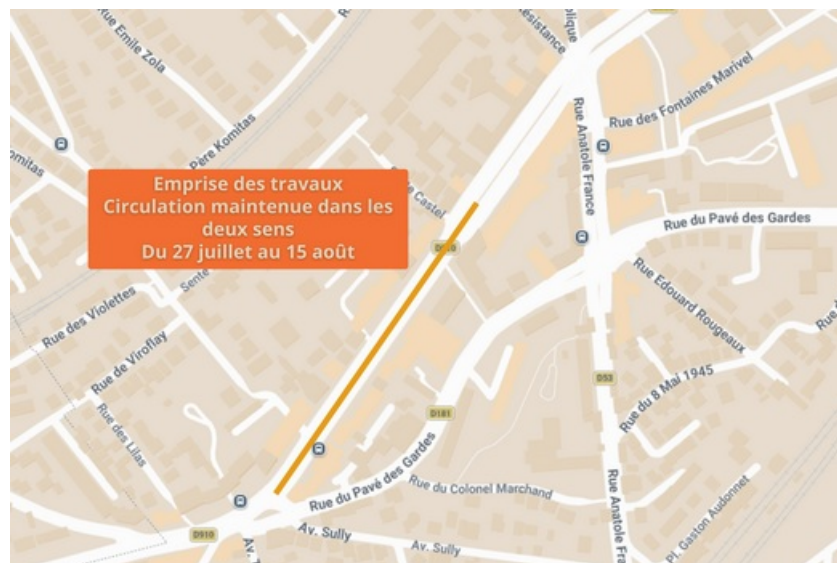 Rue Emile Zola
Résistance
Rue Anatole France
Rue des Fontaines Marivel
Père Komitas
Emprise des travaux
Circulation maintenue dans les
deux sens
Du 27 juillet au 15 août
Castel
D910
Rue du Pavé des Gardes
Sente
Rue des Violettes
Rue Edouard Rougeaux
Rue de Viroflay
D53
Rue du 8 Mai 1945
D181
Rue des Lilas
Rue du Pavé des Gardes
Rue du Colonel Marchand
Rue Anatole Fra
Pl. Gaston Audonnet
D910
Av. Sully
Av. Sully